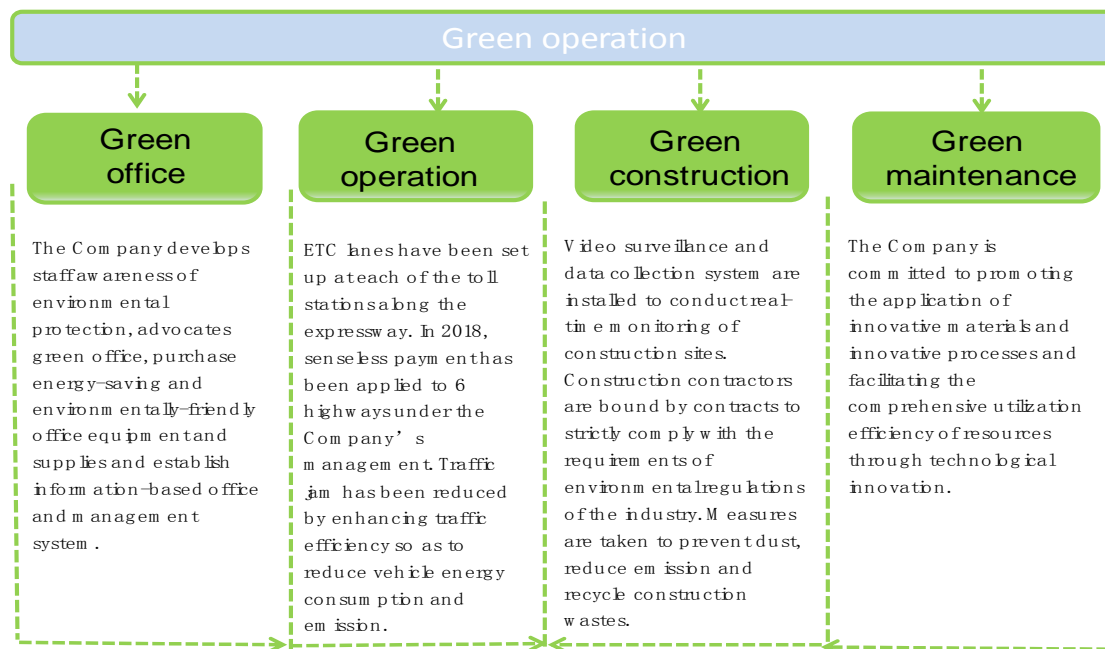 Green operation
Green
office
The Company develops
staff awareness of
environmental
protection, advocates
green office, purchase
energy-saving and
environmentally-friendly
office equipment and
supplies and establish
information-based office
and management
system.
Green
operation
ETC lanes have been set
up at each of the toll
stations along the
expressway. In 2018,
senseless payment has
been applied to 6
highways under the
Company’s
management. Traffic
jam has been reduced
by enhancing traffic
efficiency so as to
reduce vehicle energy
consumption and
emission.
Green
construction
Video surveillance and
data collection system are
installed to conduct real-
time monitoring of
construction sites.
Construction contractors
are bound by contracts to
strictly comply with the
requirements of
environmental regulations
of the industry. Measures
are taken to prevent dust,
reduce emission and
recycle construction
wastes.
Green
maintenance
The Company is
committed to promoting
the application of
innovative materials and
innovative processes and
facilitating the
comprehensive utilization
efficiency of resources
through technological
innovation.